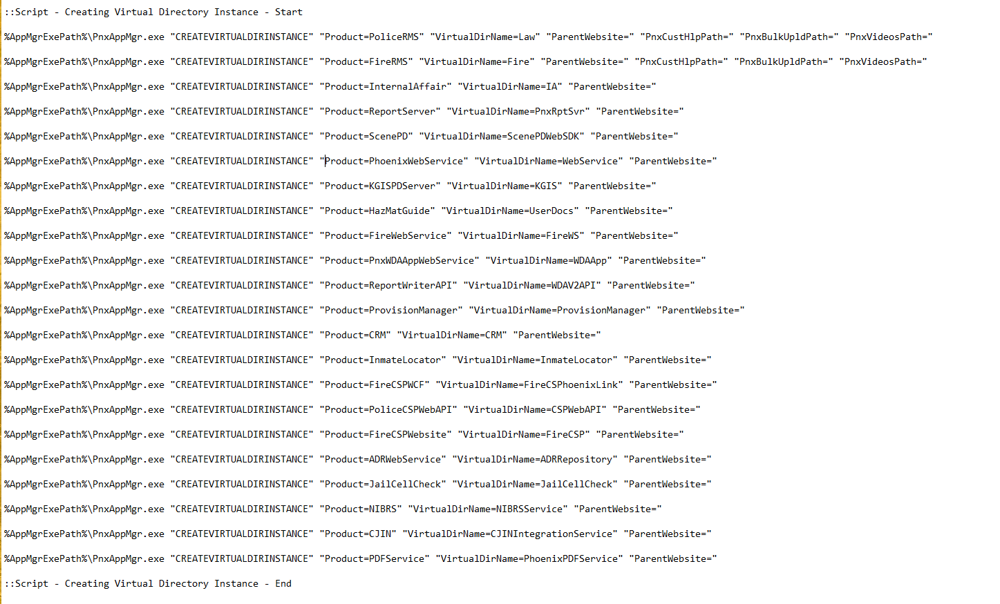 ::Script - Creating Virtual Directory Instance - Start
%AppMgrExePath%\PnxAppMgr.exe "CREATEVIRTUALDIRINSTANCE" "Product=PoliceRMS" "VirtualDirName=Law" "ParentWebsite=" "PnxCustHlpPath=" "PnxBulkUpldPath=" "PnxVideosPath="
%AppMgrExePath%\PnxAppMgr.exe "CREATEVIRTUALDIRINSTANCE" "Product=FireRMS" "VirtualDirName=Fire" "ParentWebsite=" "PnxCustHlpPath=" "PnxBulkUpldPath=" "PnxVideosPath="
%AppMgrExePath%\PnxAppMgr.exe "CREATEVIRTUALDIRINSTANCE" "Product=InternalAffair" "VirtualDirName=IA" "ParentWebsite="
%AppMgrExePath%\PnxAppMgr.exe "CREATEVIRTUALDIRINSTANCE" "Product=ReportServer" "VirtualDirName=PnxRptSvr" "ParentWebsite="
%AppMgrExePath%\PnxAppMgr.exe "CREATEVIRTUALDIRINSTANCE" "Product=ScenePD" "VirtualDirName=ScenePDWebSDK" "ParentWebsite="
%AppMgrExePath%\PnxAppMgr.exe "CREATEVIRTUALDIRINSTANCE" "Product=PhoenixWebService" "VirtualDirName=WebService" "ParentWebsite="
%AppMgrExePath%\PnxAppMgr.exe "CREATEVIRTUALDIRINSTANCE" "Product=KGISPDServer" "VirtualDirName=KGIS" "ParentWebsite="
%AppMgrExePath%\PnxAppMgr.exe "CREATEVIRTUALDIRINSTANCE" "Product=HazMatGuide" "VirtualDirName=UserDocs" "ParentWebsite="
%AppMgrExePath%\PnxAppMgr.exe "CREATEVIRTUALDIRINSTANCE" "Product=FireWebService" "VirtualDirName=FireWS" "ParentWebsite="
%AppMgrExePath%\PnxAppMgr.exe "CREATEVIRTUALDIRINSTANCE" "Product=PnxWDAAppWebService" "VirtualDirName=WDAApp" "ParentWebsite="
%AppMgrExePath%\PnxAppMgr.exe "CREATEVIRTUALDIRINSTANCE" "Product=ReportWriterAPI" "VirtualDirName=WDAV2API" "ParentWebsite="
%AppMgrExePath%\PnxAppMgr.exe "CREATEVIRTUALDIRINSTANCE" "Product=ProvisionManager" "VirtualDirName=ProvisionManager" "ParentWebsite="
%AppMgrExePath%\PnxAppMgr.exe "CREATEVIRTUALDIRINSTANCE" "Product=CRM" "VirtualDirName=CRM" "ParentWebsite="
%AppMgrExePath%\PnxAppMgr.exe "CREATEVIRTUALDIRINSTANCE" "Product=InmateLocator" "VirtualDirName=InmateLocator" "ParentWebsite="
%AppMgrExePath%\PnxAppMgr.exe "CREATEVIRTUALDIRINSTANCE" "Product=FireCSPWCF" "VirtualDirName=FireCSPhoenixLink" "ParentWebsite="
%AppMgrExePath%\PnxAppMgr.exe "CREATEVIRTUALDIRINSTANCE" "Product=PoliceCSPWebAPI" "VirtualDirName=CSPWebAPI" "ParentWebsite="
%AppMgrExePath%\PnxAppMgr.exe "CREATEVIRTUALDIRINSTANCE" "Product=FireCSPWebsite" "VirtualDirName=FireCSP" "ParentWebsite="
%AppMgrExePath%\PnxAppMgr.exe "CREATEVIRTUALDIRINSTANCE" "Product=ADRWebService" "VirtualDirName=ADRRepository" "ParentWebsite="
%AppMgrExePath%\PnxAppMgr.exe "CREATEVIRTUALDIRINSTANCE" "Product=JailCellCheck" "VirtualDirName=JailCellCheck" "ParentWebsite="
%AppMgrExePath%\PnxAppMgr.exe "CREATEVIRTUALDIRINSTANCE" "Product=NIBRS" "VirtualDirName=NIBRSService" "ParentWebsite="
%AppMgrExePath%\PnxAppMgr.exe "CREATEVIRTUALDIRINSTANCE" "Product=CJIN" "VirtualDirName=CJINIntegrationService" "ParentWebsite="
%AppMgrExePath%\PnxAppMgr.exe "CREATEVIRTUALDIRINSTANCE" "Product=PDFService" "VirtualDirName=PhoenixPDFService" "ParentWebsite="
::Script - Creating Virtual Directory Instance - End